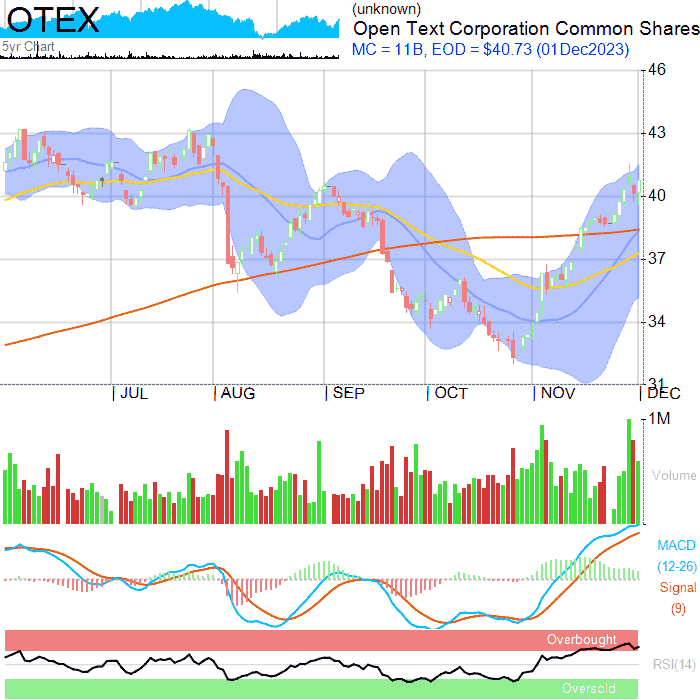 OTEX
5yr Chart
(unknown)
Open Text Corporation Common Shares
MC = 11B, EOD = $40.73 (01Dec2023)
46
43
40
37
34
31
JUL
AUG
SEP
OCT
NOV
DEC
1M
Volume
MACD
(12-26)
Signal
(9)
Overbought
RSI(14)
Oversold